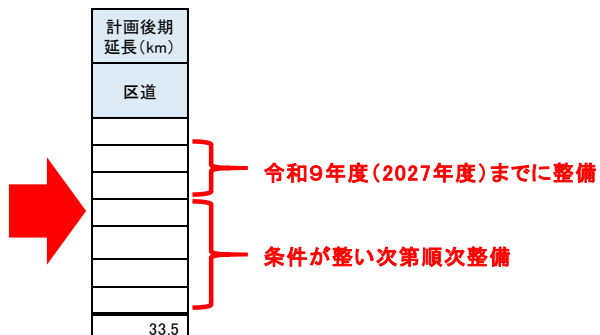 計画後期
延長（km）
区道
令和９年度（2027年度）までに整備
条件が整い次第順次整備
33.5